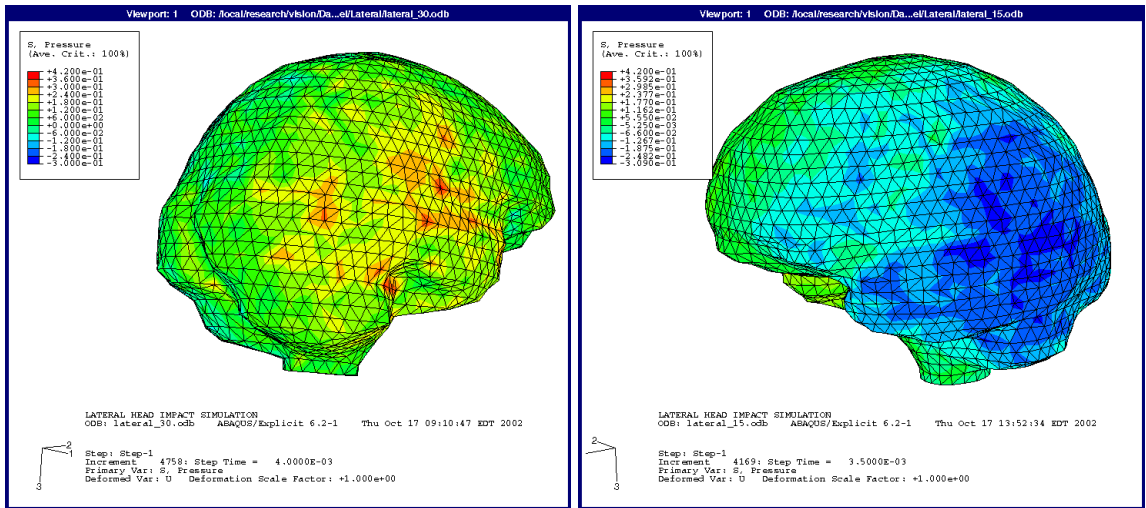 Viewport: 1 ODB: /local/research/vision/Da...el/Lateral/lateral_30.odb
S, Pressure
(Ave. Crit.: 100%)
+4.200e-01
+3.600e-01
+3.000e-01
+2.400e-01
+1.800e-01
+1.200e-01
+6.000e-02
+0.000e+00
-6.000e-02
-1.200e-01
-1.800e-01
-2.400e-01
-3.000e-01
LATERAL HEAD IMPACT SIMULATION
ODB: lateral_30.odb ABAQUS/Explicit 6.2-1 Thu Oct 17 09:10:47 EDT 2002
2
1
3
Step: Step-1
Increment 4758: Step Time = 4.0000E-03
Primary Var: S, Pressure
Deformed Var: U Deformation Scale Factor: +1.000e+00
Viewport: 1 ODB: /local/research/vision/Da...el/Lateral/lateral_15.odb
S, Pressure
(Ave. Crit.: 100%)
+4.200e-01
+3.592e-01
+2.985e-01
+2.377e-01
+1.770e-01
+1.162e-01
+5.550e-02
-5.250e-03
-6.600e-02
-1.267e-01
-1.875e-01
-2.482e-01
-3.090e-01
LATERAL HEAD IMPACT SIMULATION
ODB: lateral_15.odb ABAQUS/Explicit 6.2-1 Thu Oct 17 13:52:34 EDT 2002
2
3
Step: Step-1
Increment 4169: Step Time = 3.5000E-03
Primary Var: S, Pressure
Deformed Var: U Deformation Scale Factor: +1.000e+00